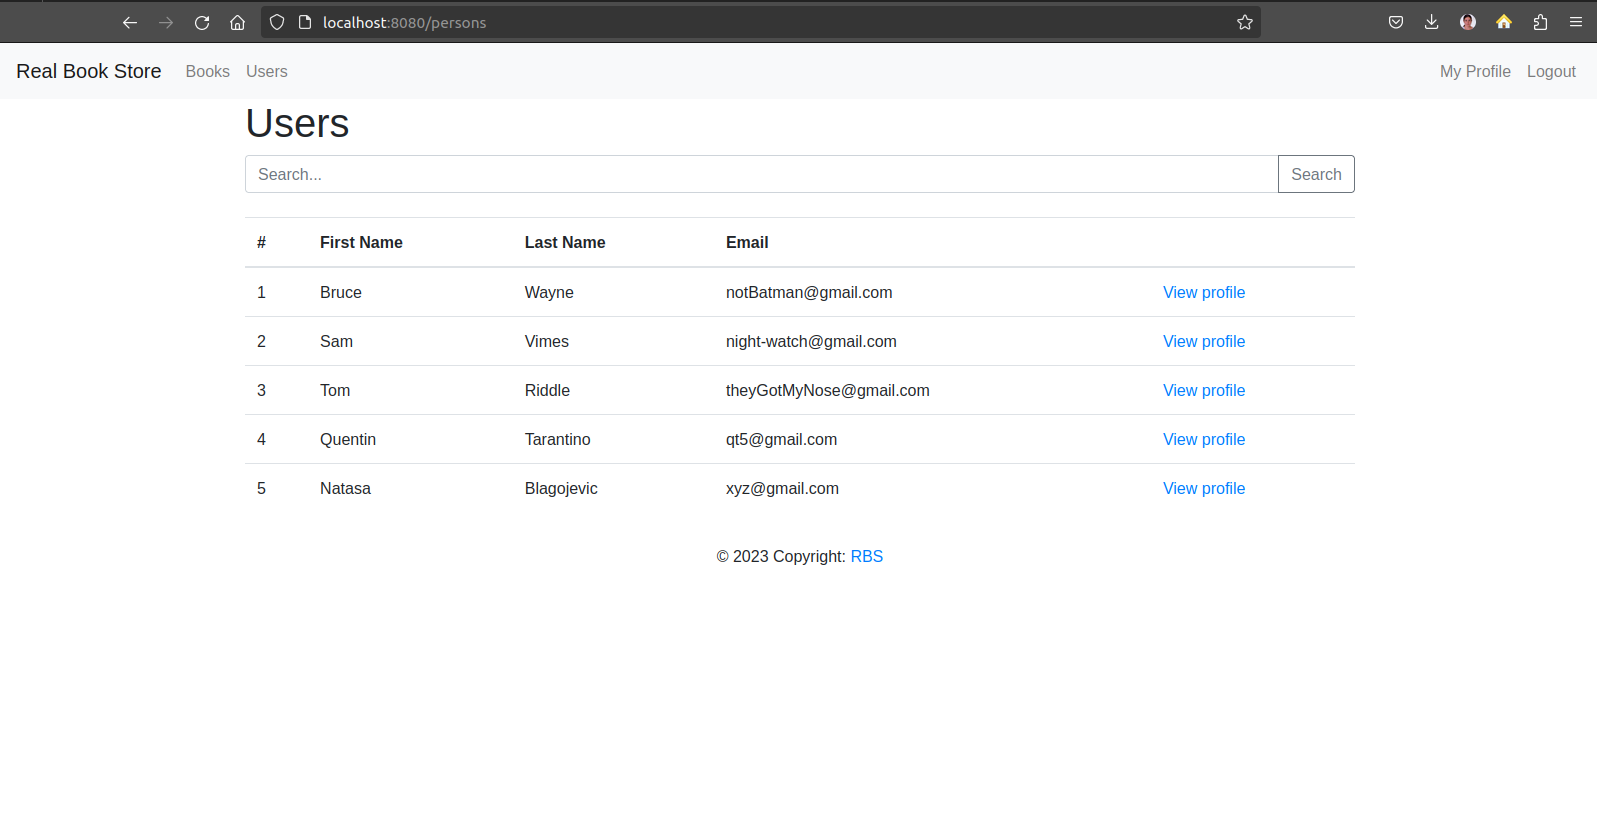 localhost:8080/persons
Real Book Store Books Users My Profile Logout
Users
Search... Search
# First Name Last Name Email
1 Bruce Wayne notBatman@gmail.com View profile
2 Sam Vimes night-watch@gmail.com View profile
3 Tom Riddle theyGotMyNose@gmail.com View profile
4 Quentin Tarantino qt5@gmail.com View profile
5 Natasa Blagojevic xyz@gmail.com View profile
© 2023 Copyright: RBS